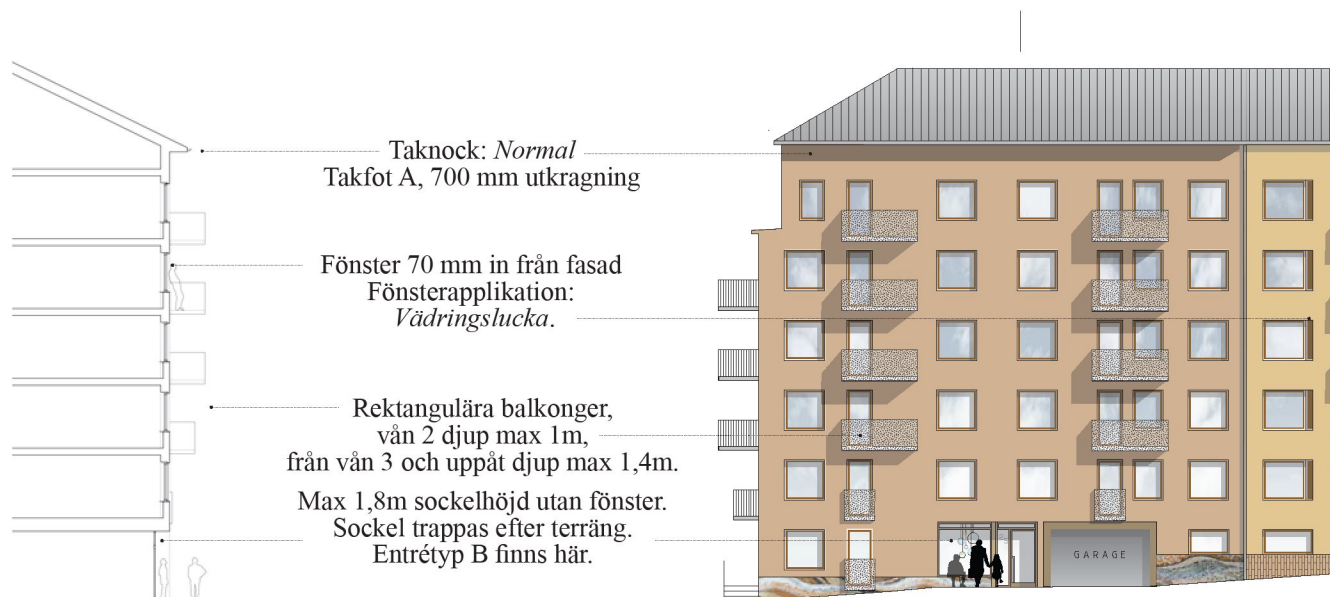 Taknock: Normal
Takfot A, 700 mm utkragning
Fönster 70 mm in från fasad
Fönsterapplikation:
Vädringslucka.
Rektangulära balkonger,
vån 2 djup max 1m,
från vån 3 och uppåt djup max 1,4m.
Max 1,8m sockelhöjd utan fönster.
Sockel trappas efter terräng.
Entrétyp B finns här.
GARAGE